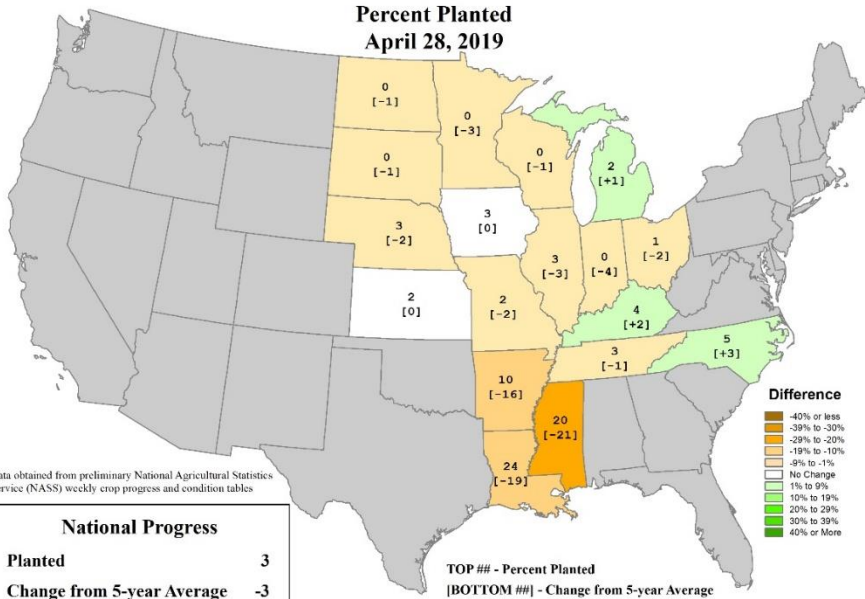 Percent Planted
April 28, 2019
0
[-1]
0
[-3]
0
[-1]
0
[-1]
2
[+1]
3
[-2]
3
[0]
3
[-3]
0
[-4]
1
[-2]
2
[0]
2
[-2]
4
[+2]
3
[-1]
5
[+3]
10
[-16]
20
[-21]
24
[-19]
Difference
-40% or less
-39% to -30%
-29% to -20%
-19% to -10%
-9% to -1%
No Change
1% to 9%
10% to 19%
20% to 29%
30% to 39%
40% or More
ata obtained from preliminary National Agricultural Statistics
ervice (NASS) weekly crop progress and condition tables
National Progress
Planted 3
Change from 5-year Average -3
TOP ## - Percent Planted
[BOTTOM ##] - Change from 5-year Average